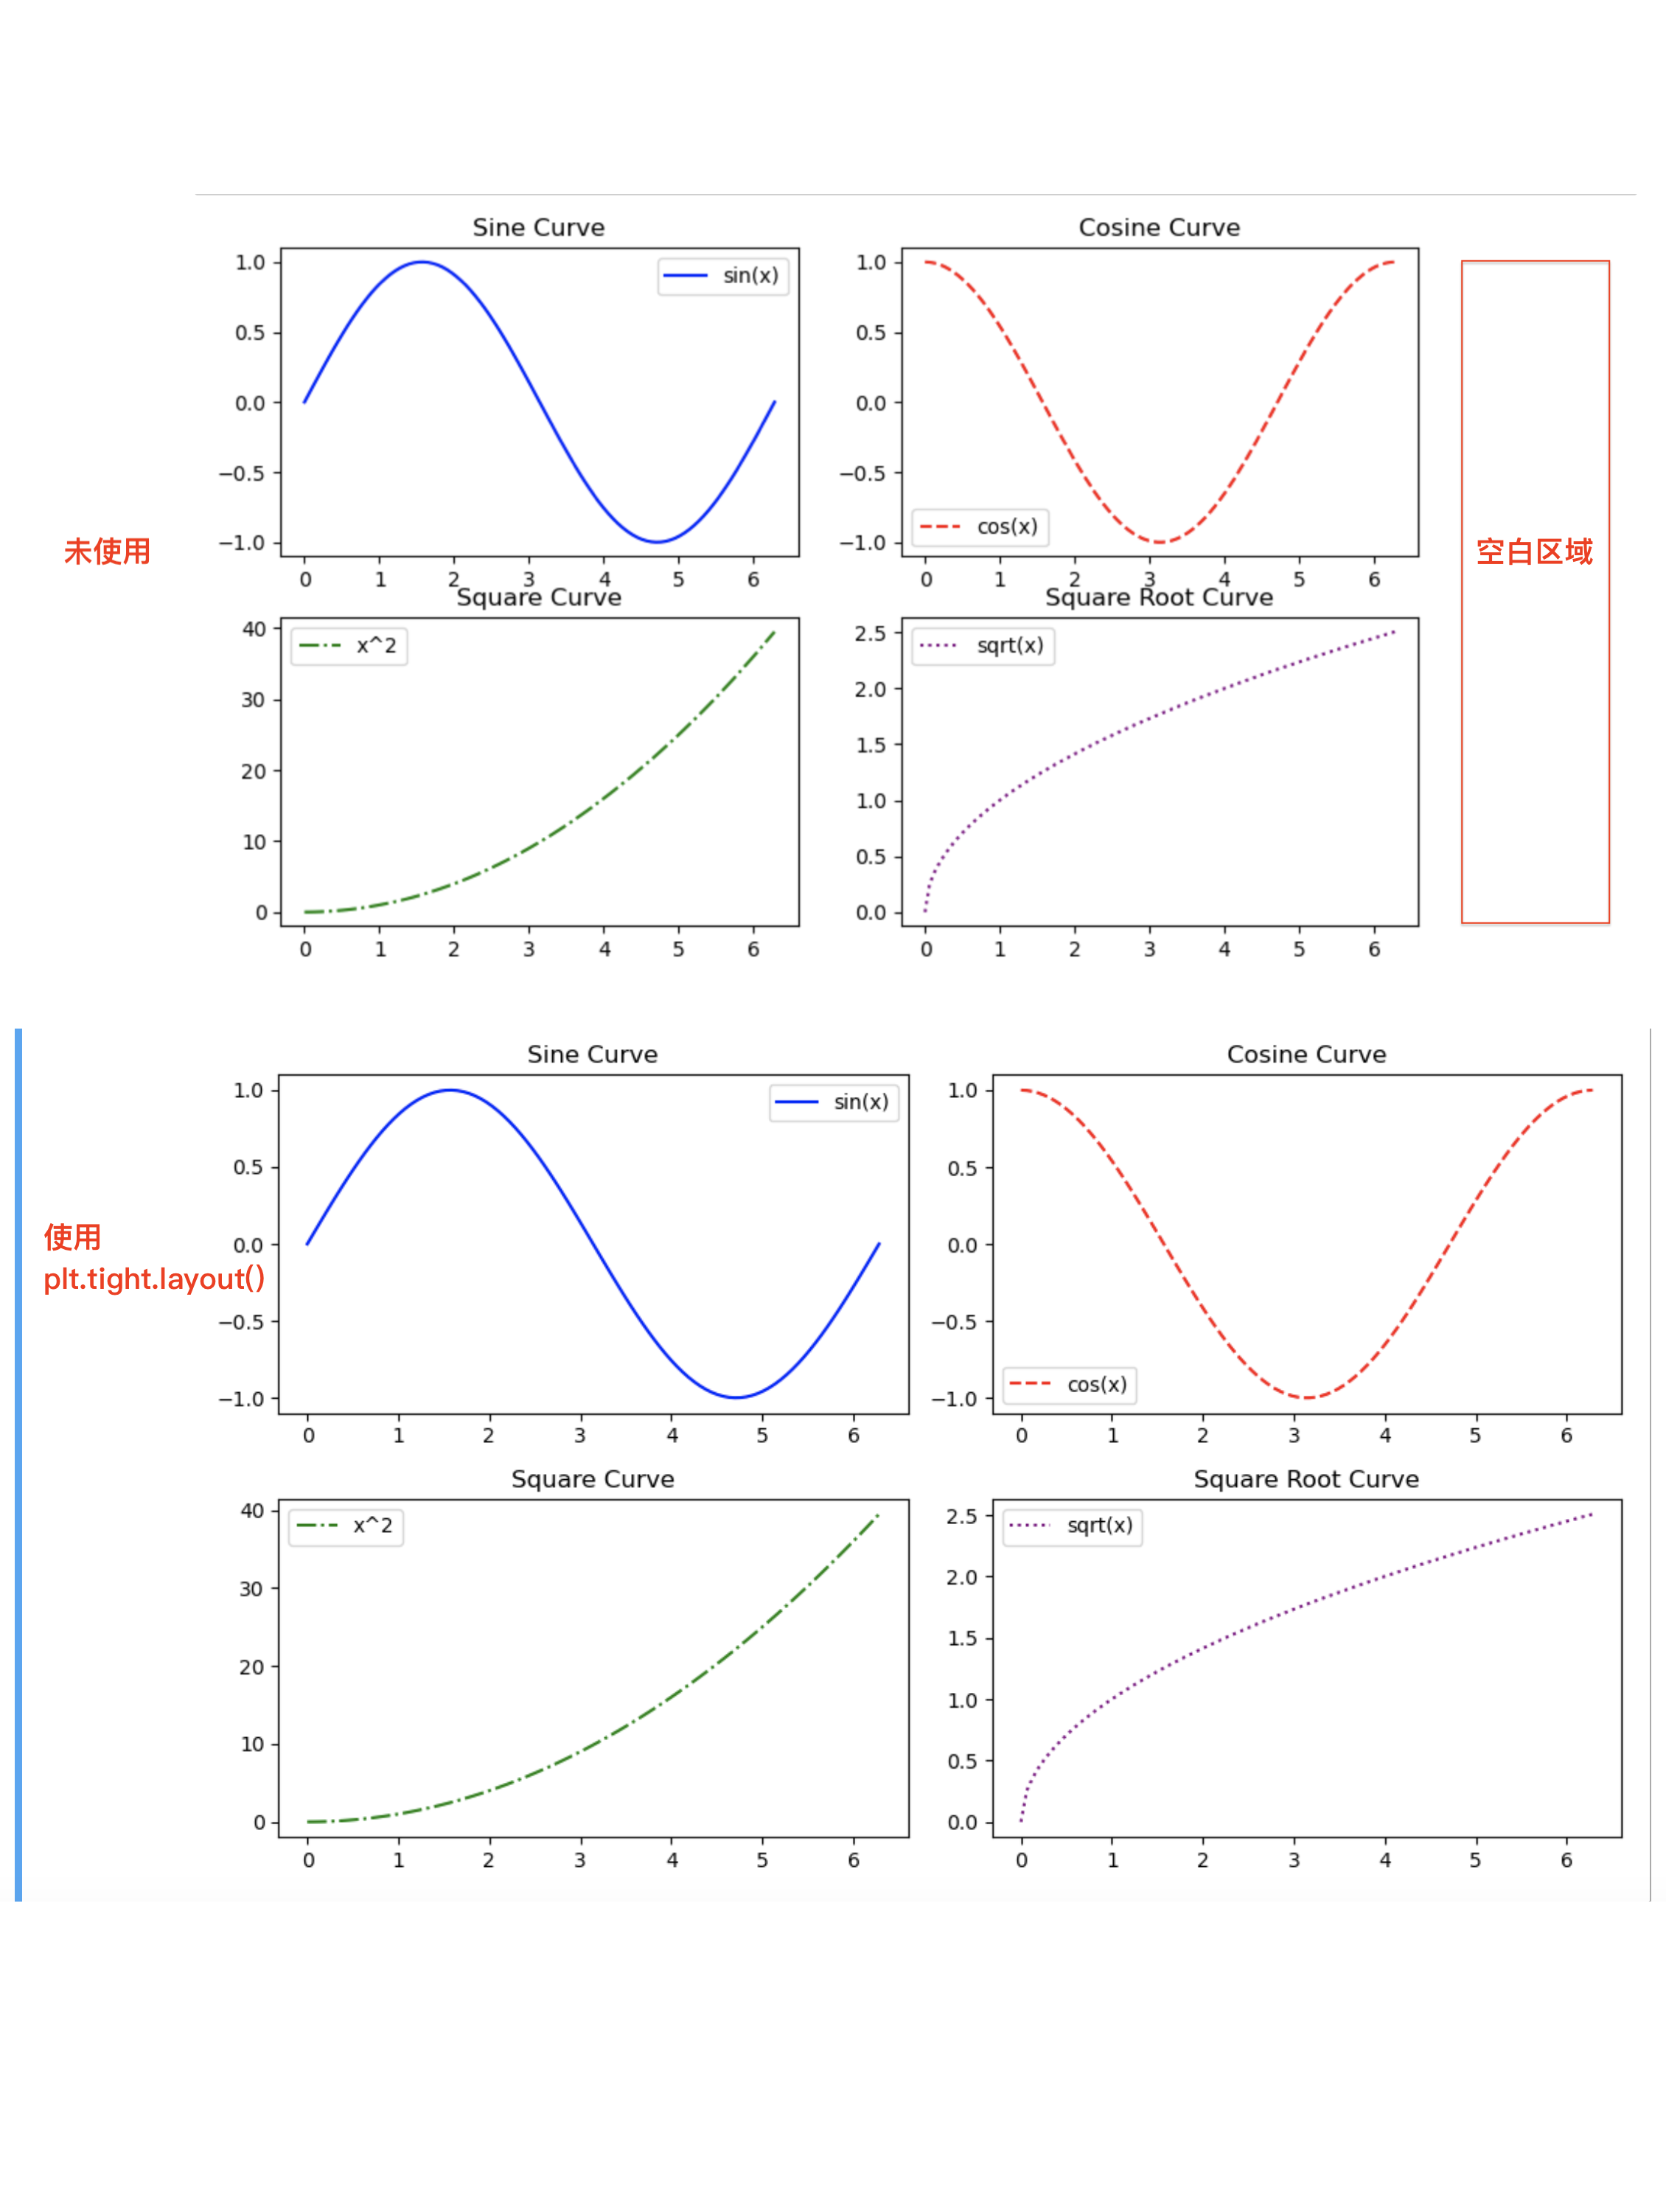 Sine Curve
Cosine Curve
1.0
0.5
0.0
−0.5
−1.0
sin(x)
0 1 2 3 4 5 6
1.0
0.5
0.0
−0.5
−1.0
cos(x)
0 1 2 3 4 5 6
未使用
空白区域
Square Curve
Square Root Curve
40
30
20
10
0
x^2
0 1 2 3 4 5 6
2.5
2.0
1.5
1.0
0.5
0.0
sqrt(x)
0 1 2 3 4 5 6
Sine Curve
Cosine Curve
1.0
0.5
0.0
−0.5
−1.0
sin(x)
0 1 2 3 4 5 6
1.0
0.5
0.0
−0.5
−1.0
cos(x)
0 1 2 3 4 5 6
使用
plt.tight.layout()
Square Curve
Square Root Curve
40
30
20
10
0
x^2
0 1 2 3 4 5 6
2.5
2.0
1.5
1.0
0.5
0.0
sqrt(x)
0 1 2 3 4 5 6